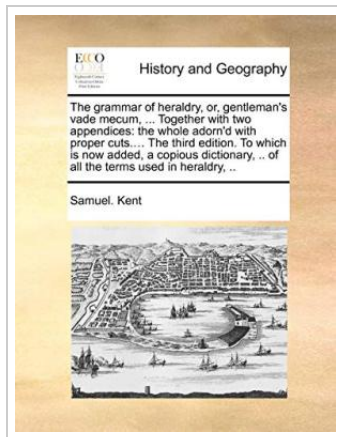 ECCO
History and Geography
The grammar of heraldry, or, gentleman's
vade mecum, ... Together with two
appendices: the whole adorn'd with
proper cuts.... The third edition. To which
is now added, a copious dictionary, .. of
all the terms used in heraldry, ..
Samuel. Kent